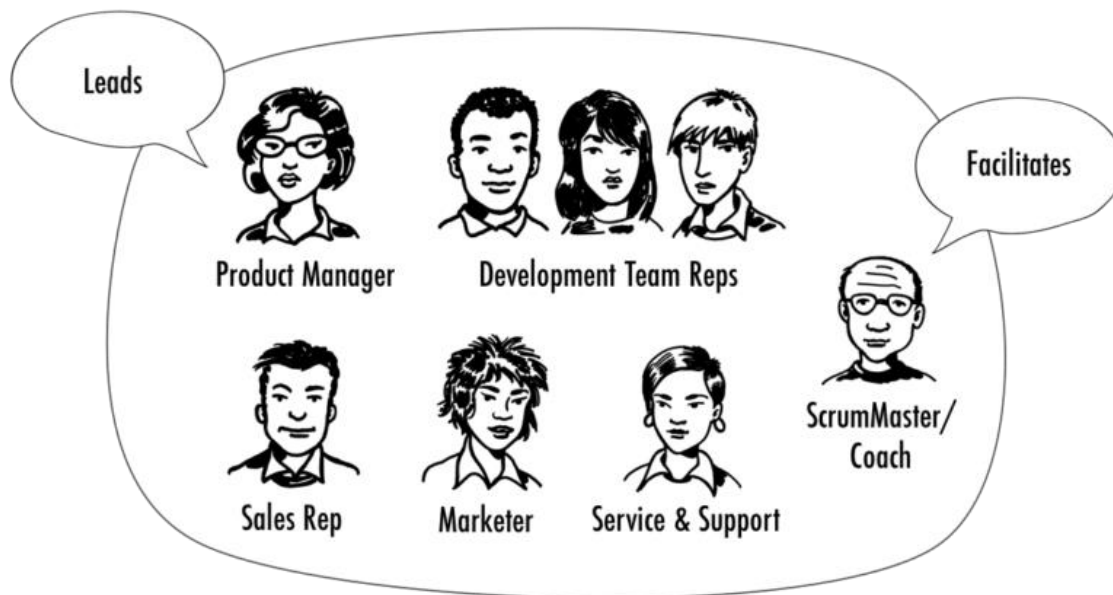 Leads
Facilitates
Product Manager
Development Team Reps
ScrumMaster/
Coach
Sales Rep
Marketer
Service & Support